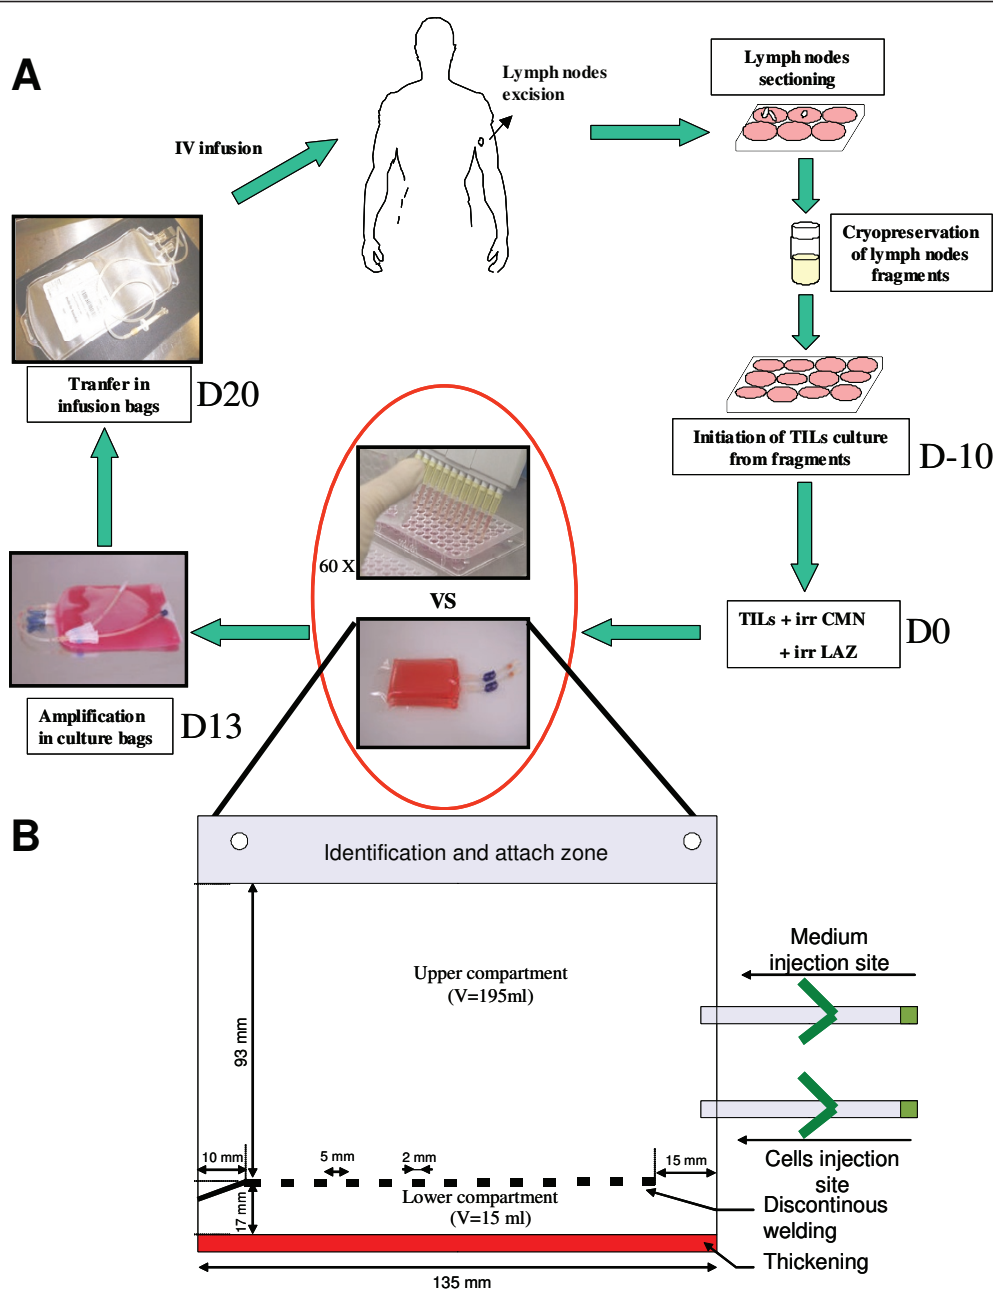 A
Lymph nodes
excision
Lymph nodes
sectioning
IV infusion
Cryopreservation
of lymph nodes
fragments
Tranfer in
infusion bags
D20
Initiation of TILs culture
from fragments
D-10
60 X
VS
TILs + irr CMN
+ irr LAZ
D0
Amplification
in culture bags
D13
B
Identification and attach zone
Upper compartment
(V=195ml)
Medium
injection site
93 mm
10 mm
5 mm
2 mm
15 mm
Cells injection
site
17 mm
Lower compartment
(V=15 ml)
Discontinous
welding
Thickening
135 mm